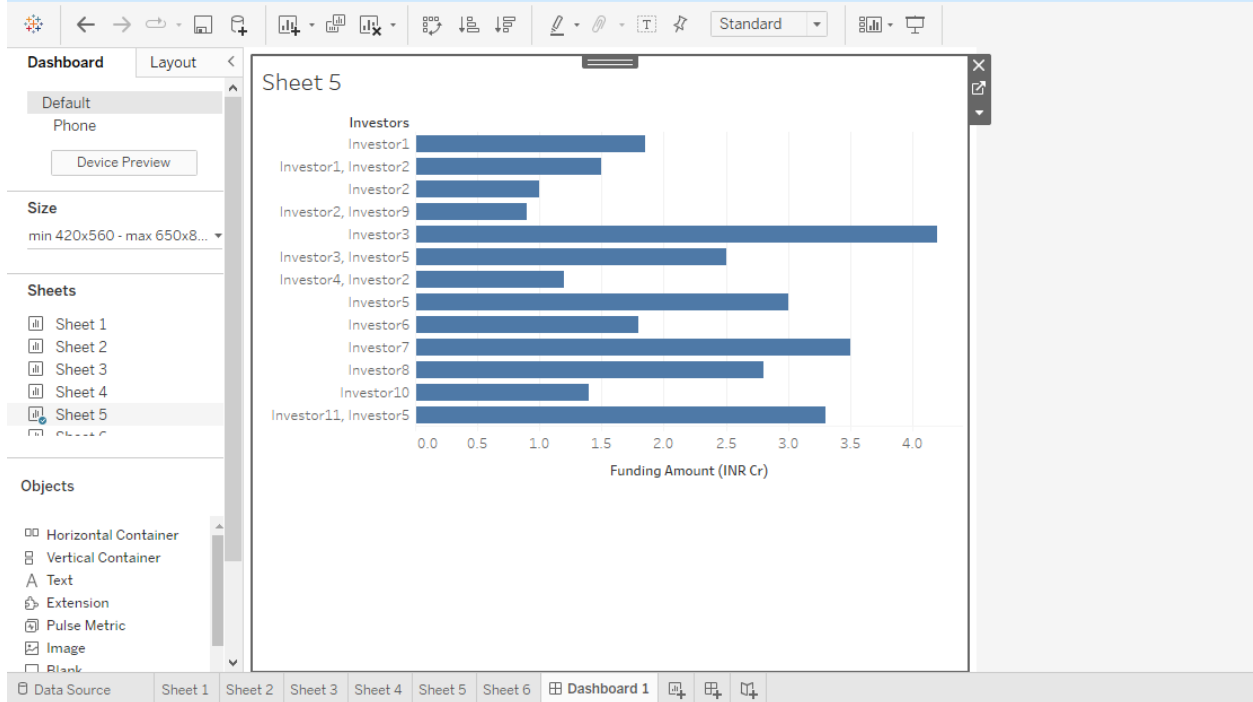 Standard
Dashboard Layout
Default
Phone
Device Preview
Size
min 420x560 - max 650x8...
Sheets
Sheet 1
Sheet 2
Sheet 3
Sheet 4
Sheet 5
Objects
Horizontal Container
Vertical Container
A Text
Extension
Pulse Metric
Image
Blank
Sheet 5
Investors
Investor1
Investor1, Investor2
Investor2
Investor2, Investor9
Investor3
Investor3, Investor5
Investor4, Investor2
Investor5
Investor6
Investor7
Investor8
Investor10
Investor11, Investor5
0.0 0.5 1.0 1.5 2.0 2.5 3.0 3.5 4.0
Funding Amount (INR Cr)
Data Source Sheet 1 Sheet 2 Sheet 3 Sheet 4 Sheet 5 Sheet 6 Dashboard 1